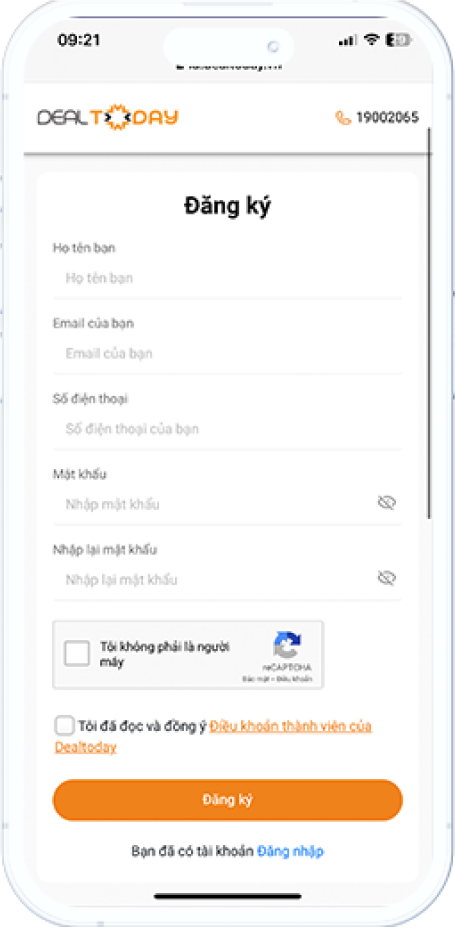 09:21
DEALTODAY
19002065
Đăng ký
Họ tên bạn
Họ tên bạn
Email của bạn
Email của bạn
Số điện thoại
Số điện thoại của bạn
Mật khẩu
Nhập mật khẩu
Nhập lại mật khẩu
Nhập lại mật khẩu
Tôi không phải là người
máy
reCAPTCHA
Bảo mật - Điều khoản
Tôi đã đọc và đồng ý Điều khoản thành viên của
Dealtoday
Đăng ký
Bạn đã có tài khoản Đăng nhập